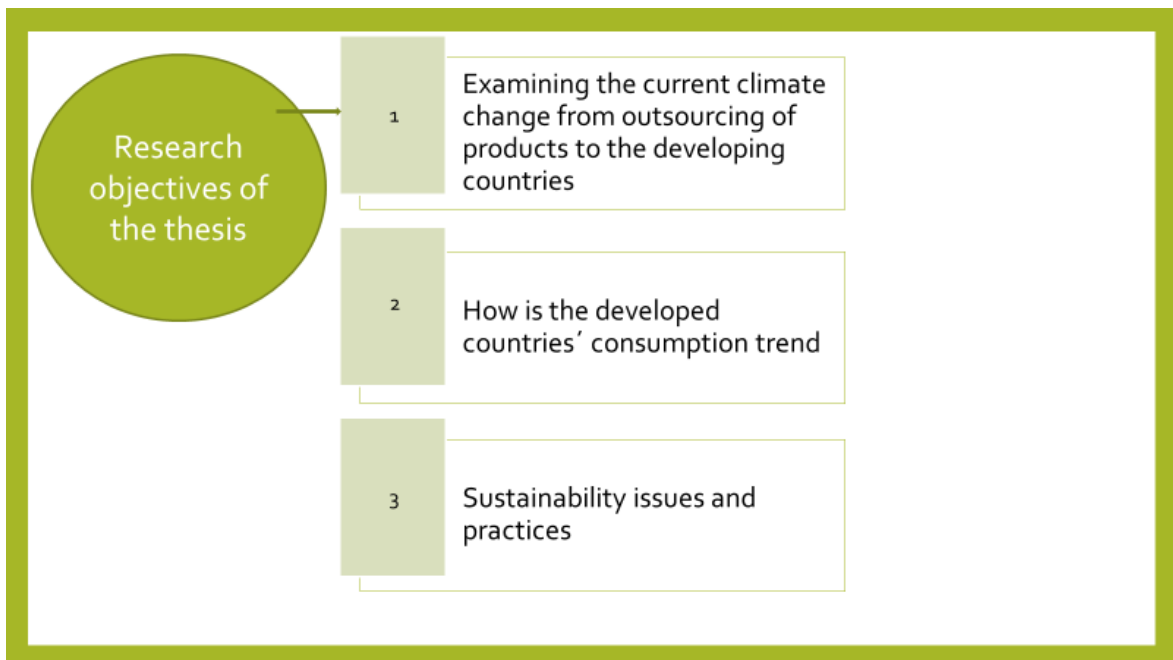 Research
objectives of
the thesis
1
Examining the current climate
change from outsourcing of
products to the developing
countries
2
How is the developed
countries´ consumption trend
3
Sustainability issues and
practices